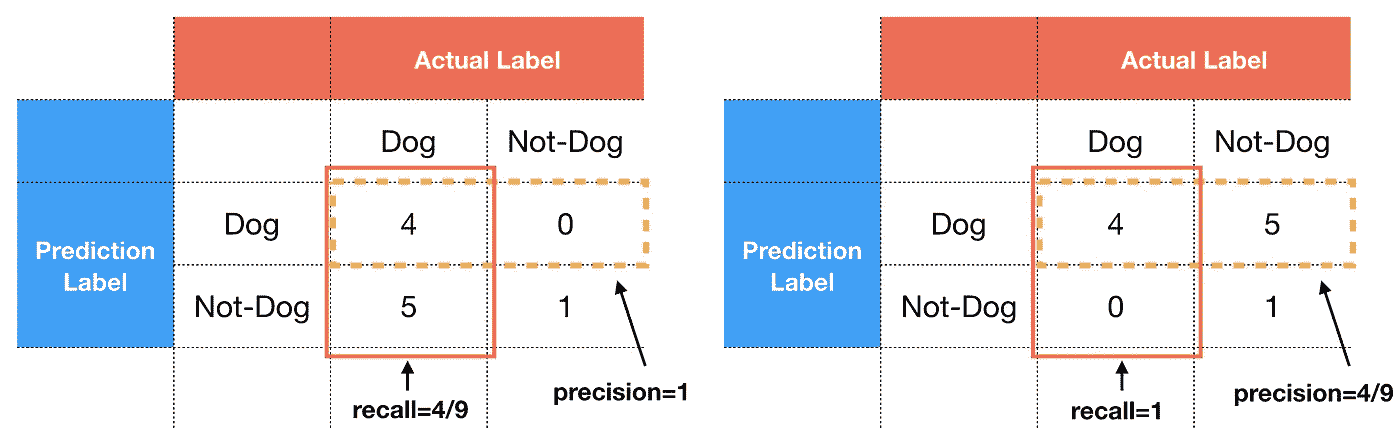 Actual Label
Dog Not-Dog
Prediction Label
Dog 4 0
Not-Dog 5 1
precision=1
recall=4/9
Actual Label
Dog Not-Dog
Prediction Label
Dog 4 5
Not-Dog 0 1
precision=4/9
recall=1